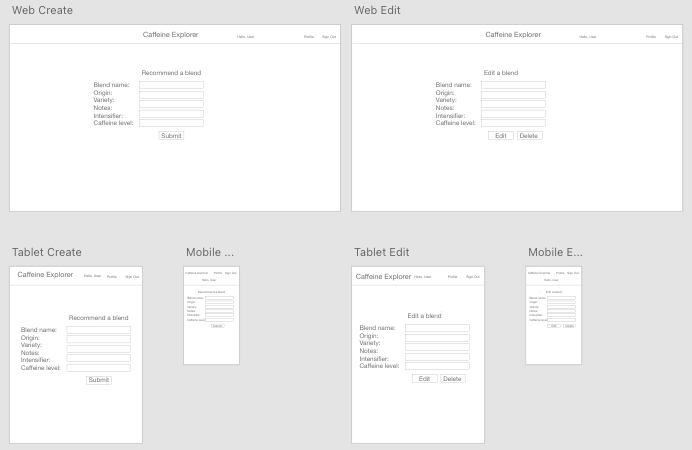 Web Create
Web Edit
Caffeine Explorer
Hello, User
Profile
Sign Out
Caffeine Explorer
Hello, User
Profile
Sign Out
Recommend a blend
Blend name:
Origin:
Variety:
Notes:
Intensifier:
Caffeine level:
Submit
Edit a blend
Blend name:
Origin:
Variety:
Notes:
Intensifier:
Caffeine level:
Edit Delete
Tablet Create
Mobile ...
Tablet Edit
Mobile E...
Caffeine Explorer
Hello, User
Profile
Sign Out
Recommend a blend
Blend name:
Origin:
Variety:
Notes:
Intensifier:
Caffeine level:
Submit
Caffeine Explorer Profile Sign Out
Hello, User
Recommend a blend
Blend name:
Origin:
Variety:
Notes:
Intensifier:
Caffeine level:
Submit
Caffeine Explorer
Hello, User
Profile
Sign Out
Edit a blend
Blend name:
Origin:
Variety:
Notes:
Intensifier:
Caffeine level:
Edit Delete
Caffeine Explorer Profile Sign Out
Hello, User
Edit a blend
Blend name:
Origin:
Variety:
Notes:
Intensifier:
Caffeine level:
Edit Delete